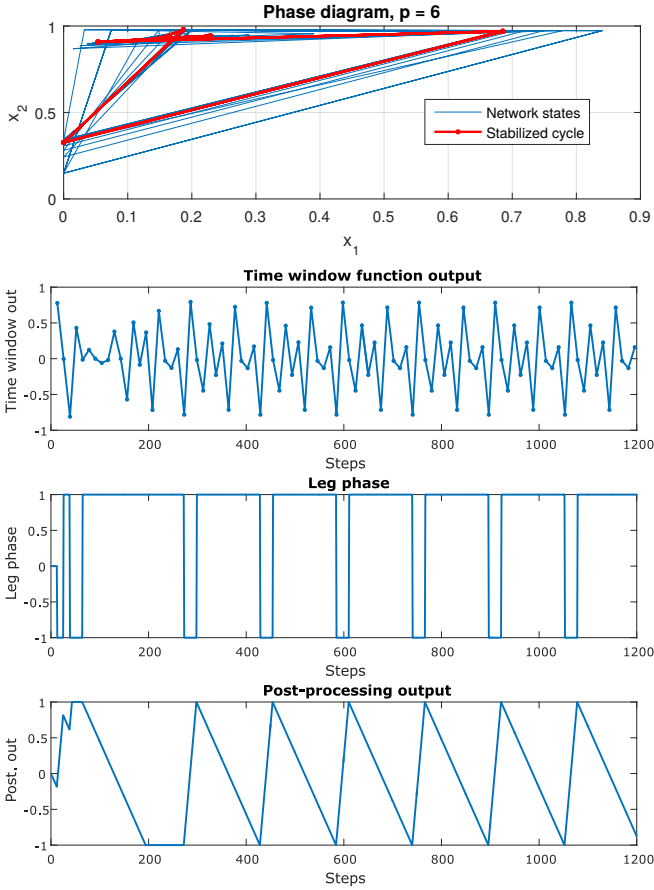 Phase diagram, p = 6
1
0.5
0
x2
0 0.1 0.2 0.3 0.4 0.5 0.6 0.7 0.8 0.9
x1
Network states
Stabilized cycle
Time window function output
1
0.5
0
-0.5
-1
Time window out
0 200 400 600 800 1000 1200
Steps
Leg phase
1
0.5
0
-0.5
-1
Leg phase
0 200 400 600 800 1000 1200
Steps
Post-processing output
1
0.5
0
-0.5
-1
Post. out
0 200 400 600 800 1000 1200
Steps